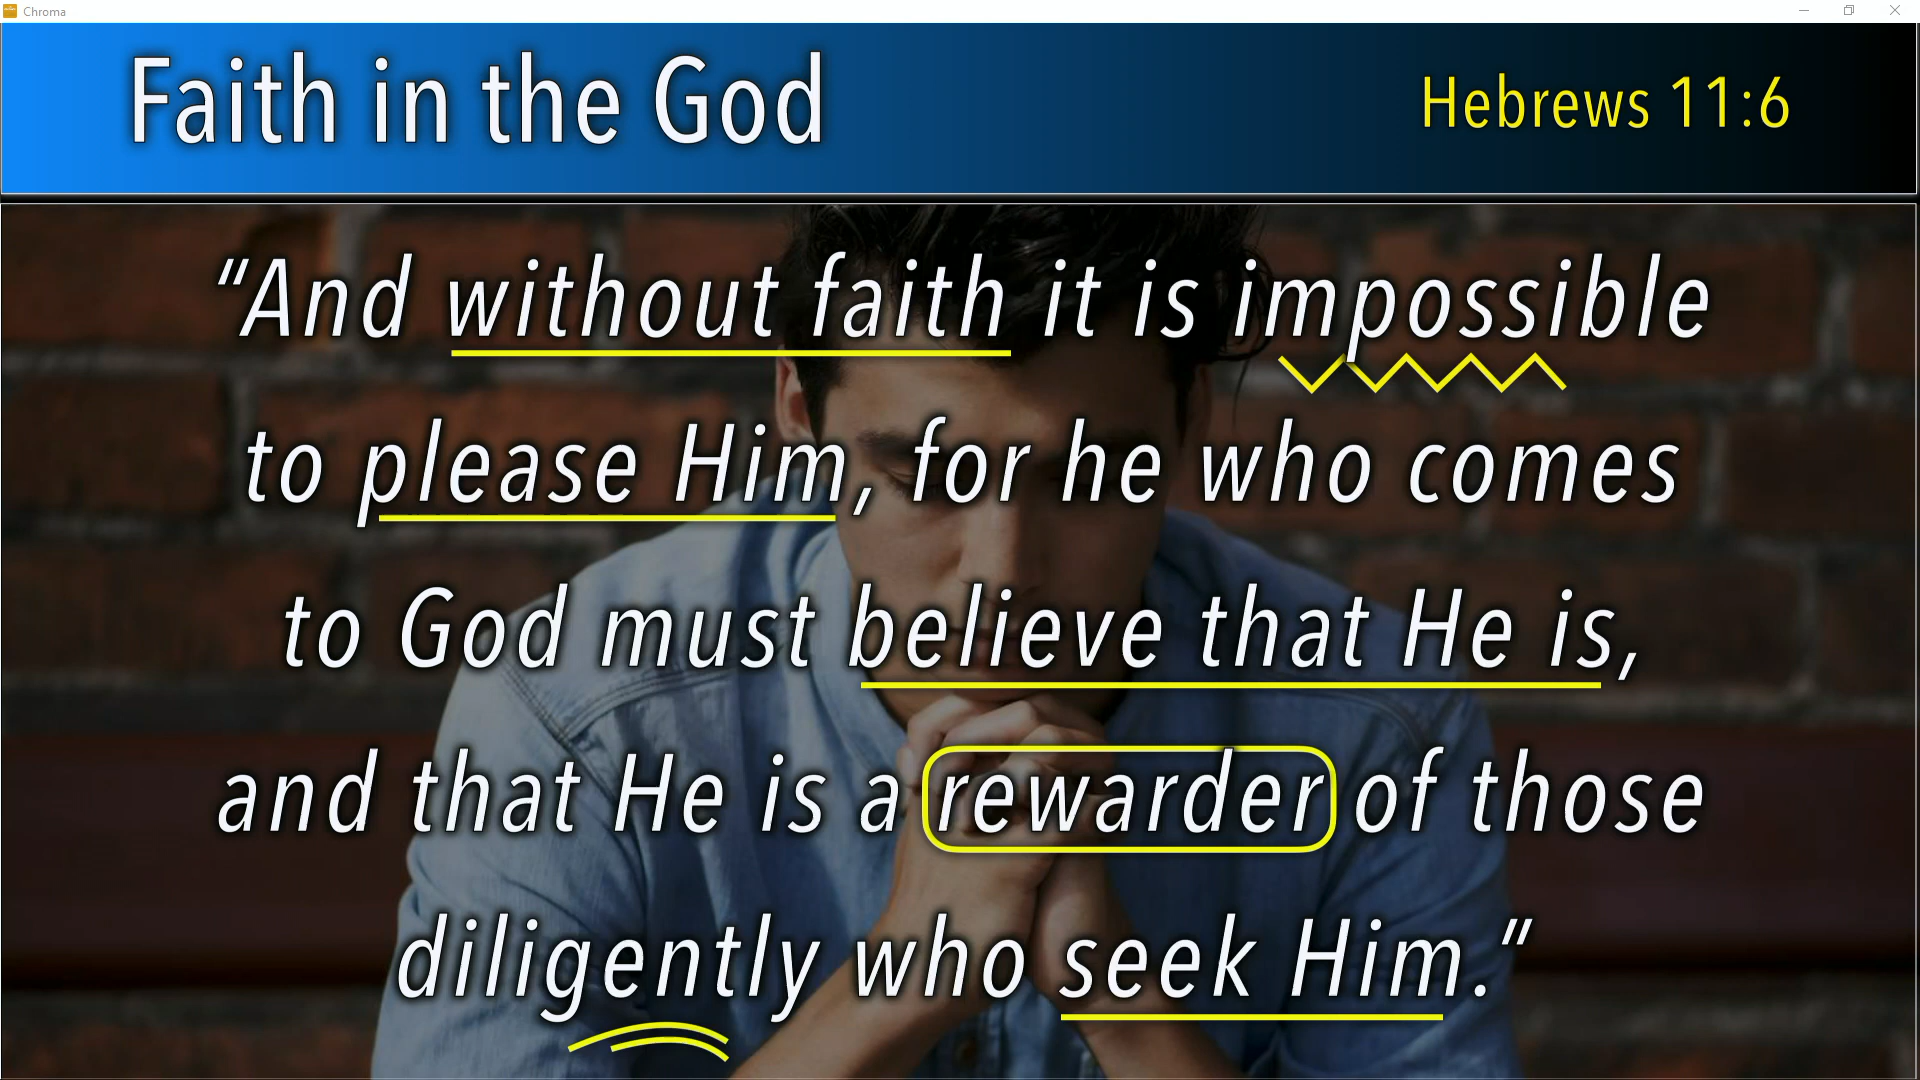 Chroma
Faith in the God
Hebrews 11:6
“And without faith it is impossible
to please Him, for he who comes
to God must believe that He is,
and that He is a rewarder of those
diligently who seek Him.”